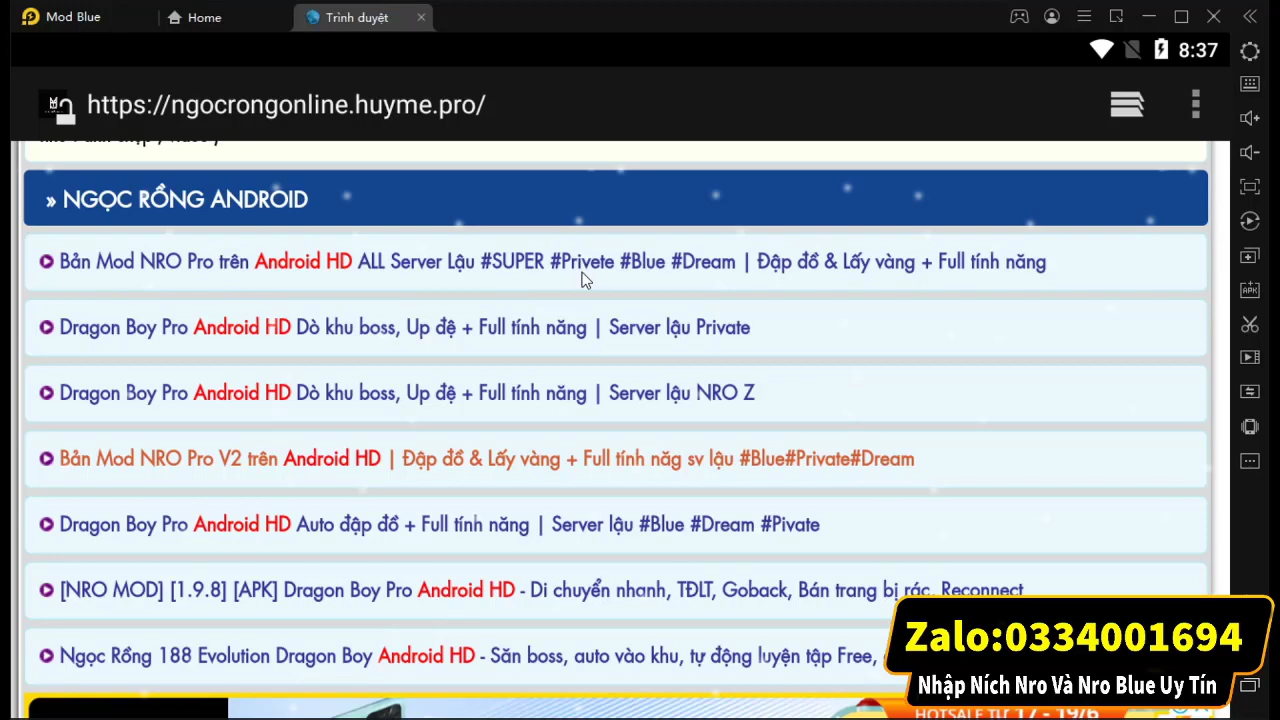 Mod Blue
Home
Trình duyệt
8:37
https://ngocrongonline.huyme.pro/
» NGỌC RỒNG ANDROID
Bản Mod NRO Pro trên Android HD ALL Server Lậu #SUPER #Privete #Blue #Dream | Đập đồ & Lấy vàng + Full tính năng
Dragon Boy Pro Android HD Dò khu boss, Up đệ + Full tính năng | Server lậu Private
Dragon Boy Pro Android HD Dò khu boss, Up đệ + Full tính năng | Server lậu NRO Z
Bản Mod NRO Pro V2 trên Android HD | Đập đồ & Lấy vàng + Full tính năg sv lậu #Blue#Private#Dream
Dragon Boy Pro Android HD Auto đập đồ + Full tính năng | Server lậu #Blue #Dream #Pivate
[NRO MOD] [1.9.8] [APK] Dragon Boy Pro Android HD - Di chuyển nhanh, TĐLT, Goback, Bán trang bị rác, Reconnect
Ngọc Rồng 188 Evolution Dragon Boy Android HD - Săn boss, auto vào khu, tự động luyện tập Free,
Zalo:0334001694
Nhập Ních Nro Và Nro Blue Uy Tín
HOTSALE TỪ 17 - 19/6